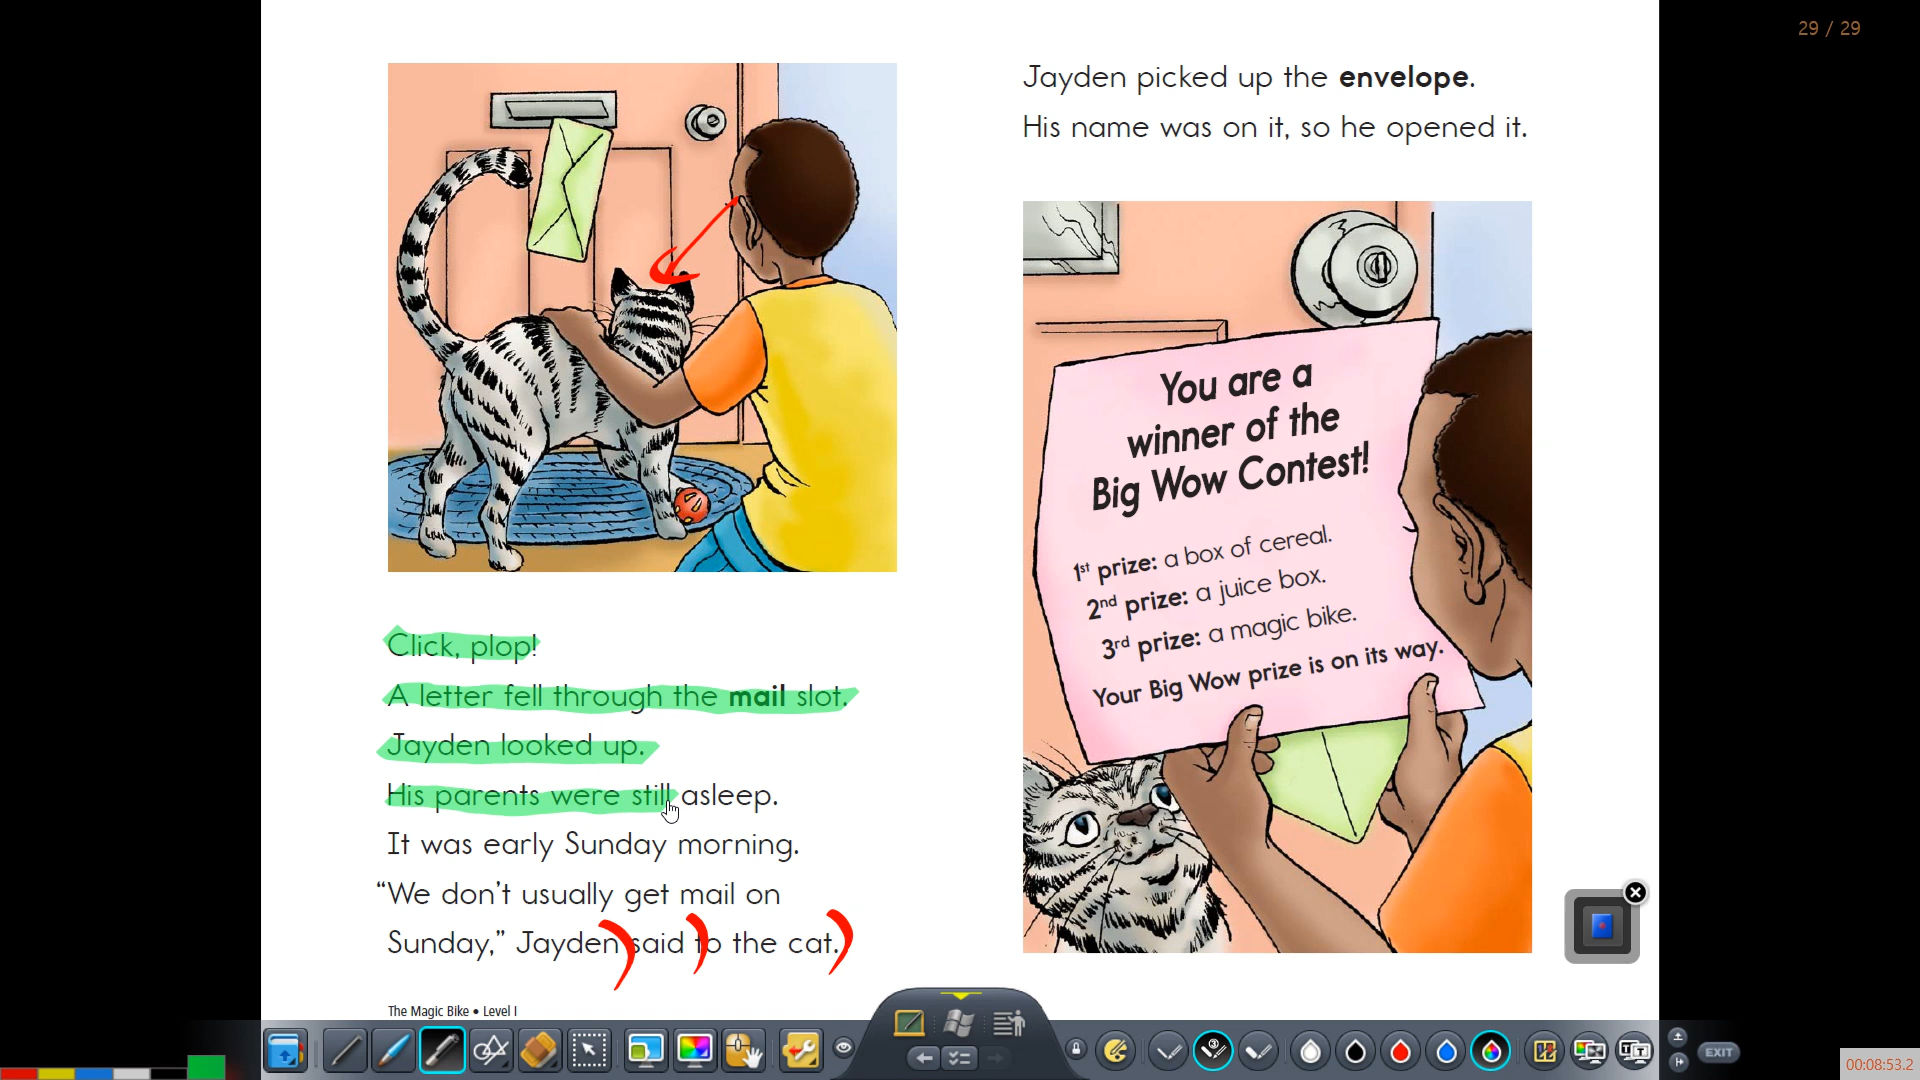 29 / 29
Jayden picked up the envelope.
His name was on it, so he opened it.
You are a
winner of the
Big Wow Contest!
1st prize: a box of cereal.
2nd prize: a juice box.
3rd prize: a magic bike.
Your Big Wow prize is on its way.
Click, plop!
A letter fell through the mail slot.
Jayden looked up.
His parents were still asleep.
It was early Sunday morning.
“We don’t usually get mail on
Sunday,” Jayden said to the cat.
The Magic Bike • Level I
EXIT
00:08:53.2